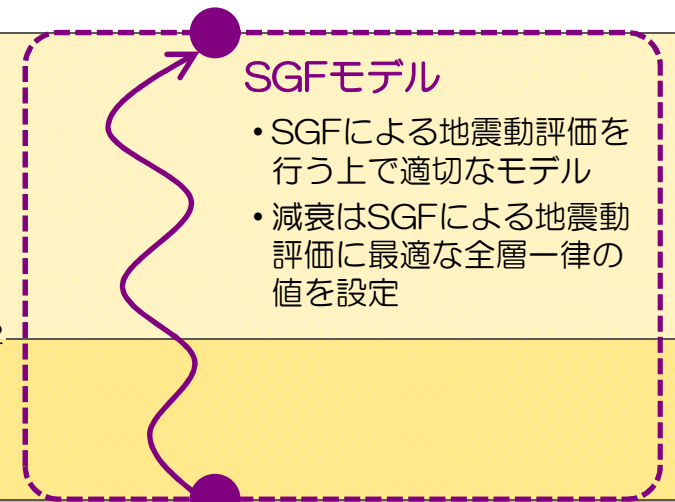 SGFモデル
・SGFによる地震動評価を
行う上で適切なモデル
・減衰はSGFによる地震動
評価に最適な全層一律の
値を設定